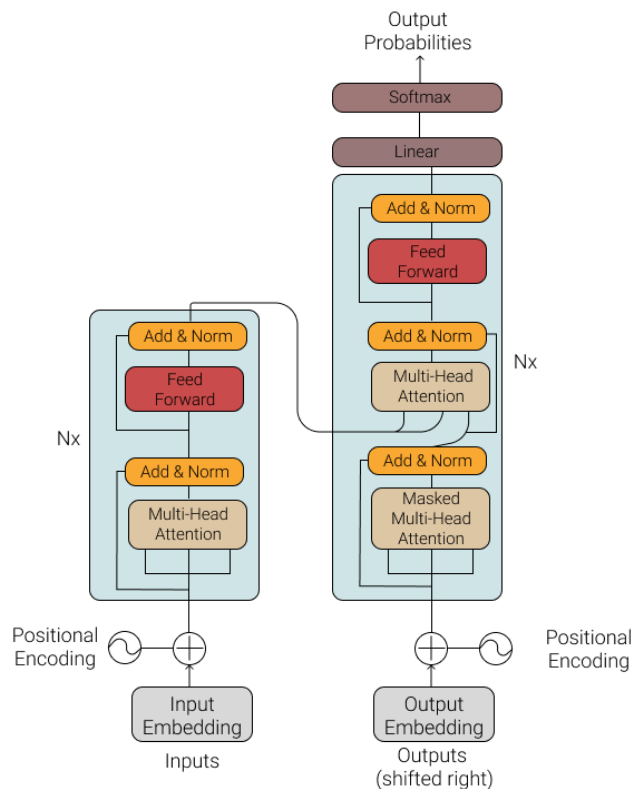 Output
Probabilities
Softmax
Linear
Add & Norm
Feed
Forward
Add & Norm
Multi-Head
Attention
Nx
Add & Norm
Masked
Multi-Head
Attention
Add & Norm
Feed
Forward
Nx
Add & Norm
Multi-Head
Attention
Positional
Encoding
Positional
Encoding
Input
Embedding
Inputs
Output
Embedding
Outputs
(shifted right)